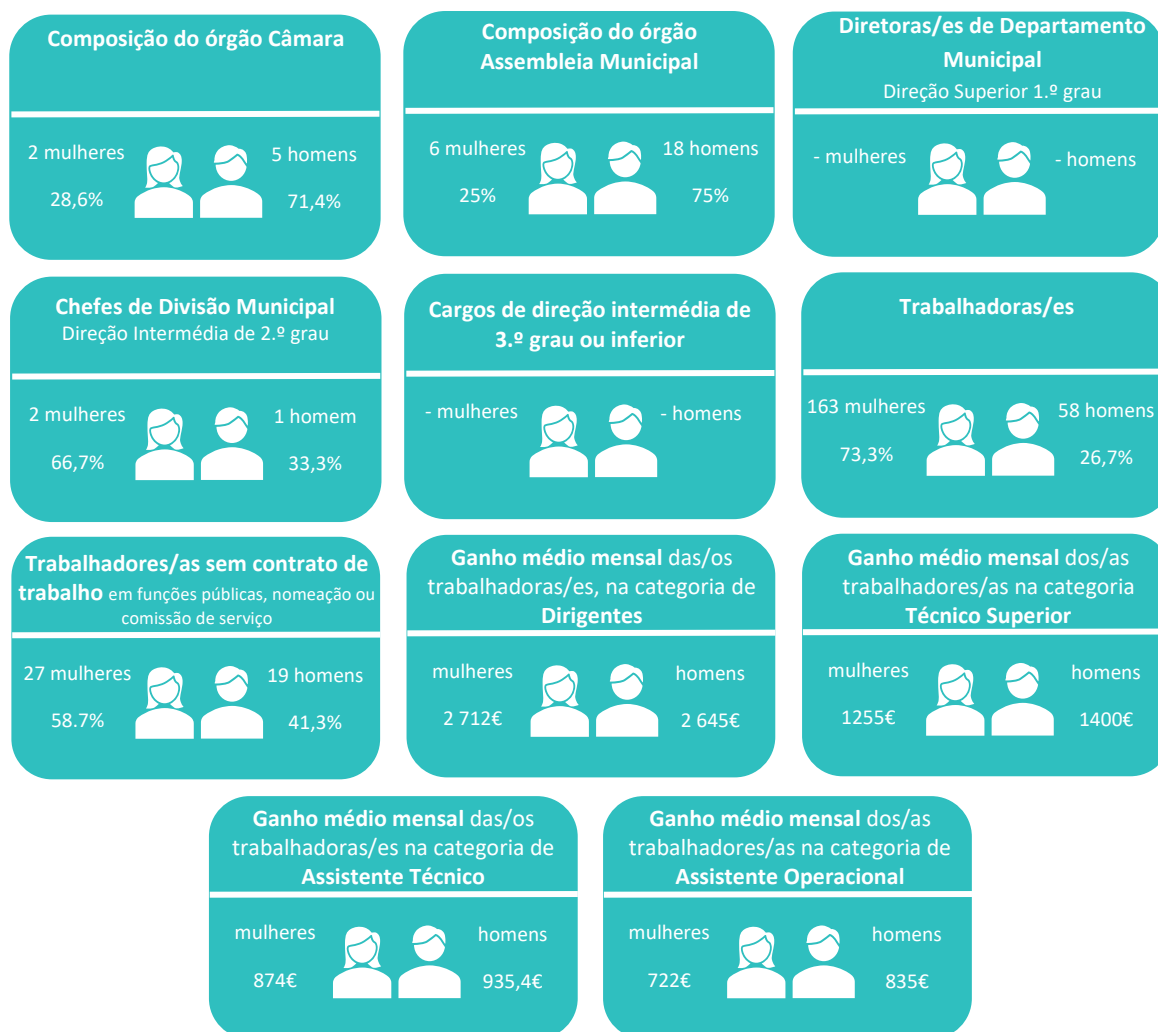 Composição do órgão Câmara
2 mulheres
5 homens
28,6%
71,4%
Composição do órgão
Assembleia Municipal
6 mulheres
18 homens
25%
75%
Diretoras/es de Departamento
Municipal
Direção Superior 1.º grau
- mulheres
- homens
Chefes de Divisão Municipal
Direção Intermédia de 2.º grau
2 mulheres
1 homem
66,7%
33,3%
Cargos de direção intermédia de
3.º grau ou inferior
- mulheres
- homens
Trabalhadoras/es
163 mulheres
58 homens
73,3%
26,7%
Trabalhadores/as sem contrato de
trabalho em funções públicas, nomeação ou
comissão de serviço
27 mulheres
19 homens
58.7%
41,3%
Ganho médio mensal das/os
trabalhadoras/es, na categoria de
Dirigentes
mulheres
homens
2 712€
2 645€
Ganho médio mensal dos/as
trabalhadores/as na categoria
Técnico Superior
mulheres
homens
1255€
1400€
Ganho médio mensal das/os
trabalhadoras/es na categoria de
Assistente Técnico
mulheres
homens
874€
935,4€
Ganho médio mensal dos/as
trabalhadores/as na categoria de
Assistente Operacional
mulheres
homens
722€
835€